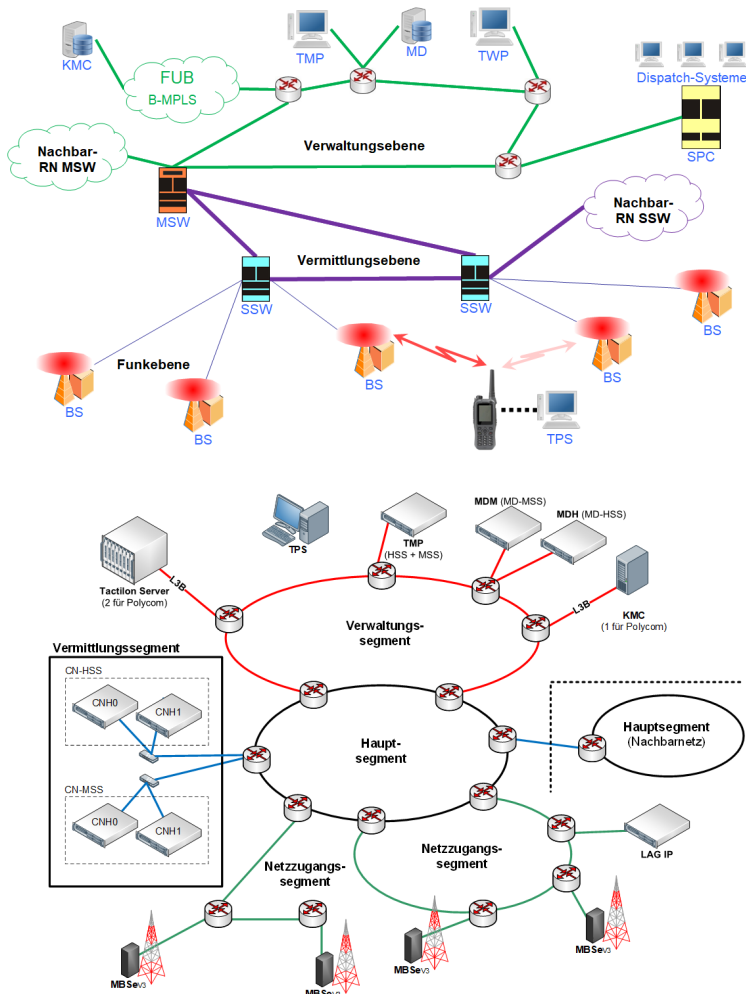 KMC
FUB
B-MPLS
TMP
MD
TWP
Dispatch-Systeme
SPC
Nachbar-
RN MSW
Verwaltungsebene
MSW
Nachbar-
RN SSW
Vermittlungsebene
SSW
SSW
BS
Funkebene
BS
BS
BS
BS
TPS
TPS
TMP
(HSS + MSS)
MDM (MD-MSS)
MDH (MD-HSS)
Tactilon Server
(2 für Polycom)
L3B
L3B
KMC
(1 für Polycom)
Verwaltungs-
segment
Vermittlungssegment
CN-HSS
CNH0
CNH1
CN-MSS
CNH0
CNH1
Haupt-
segment
Hauptsegment
(Nachbarnetz)
Netzzugangs-
segment
Netzzugangs-
segment
LAG IP
MBSeV3
MBSeV3
MBSeV3
MBSeV3